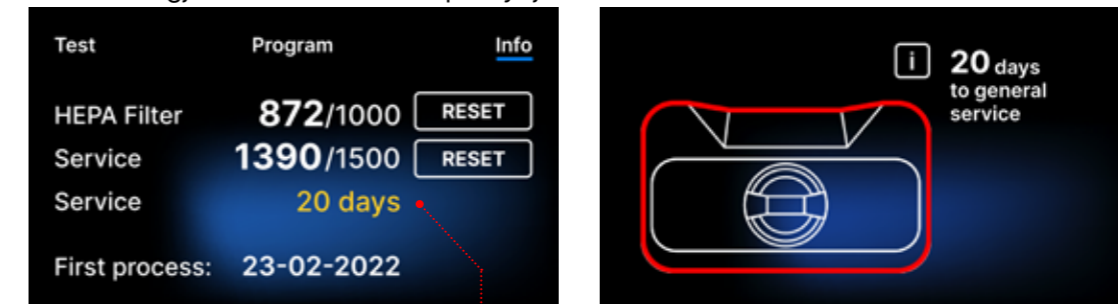 Test Program Info
HEPA Filter 872/1000 RESET
Service 1390/1500 RESET
Service 20 days
First process: 23-02-2022
i 20 days
to general
service